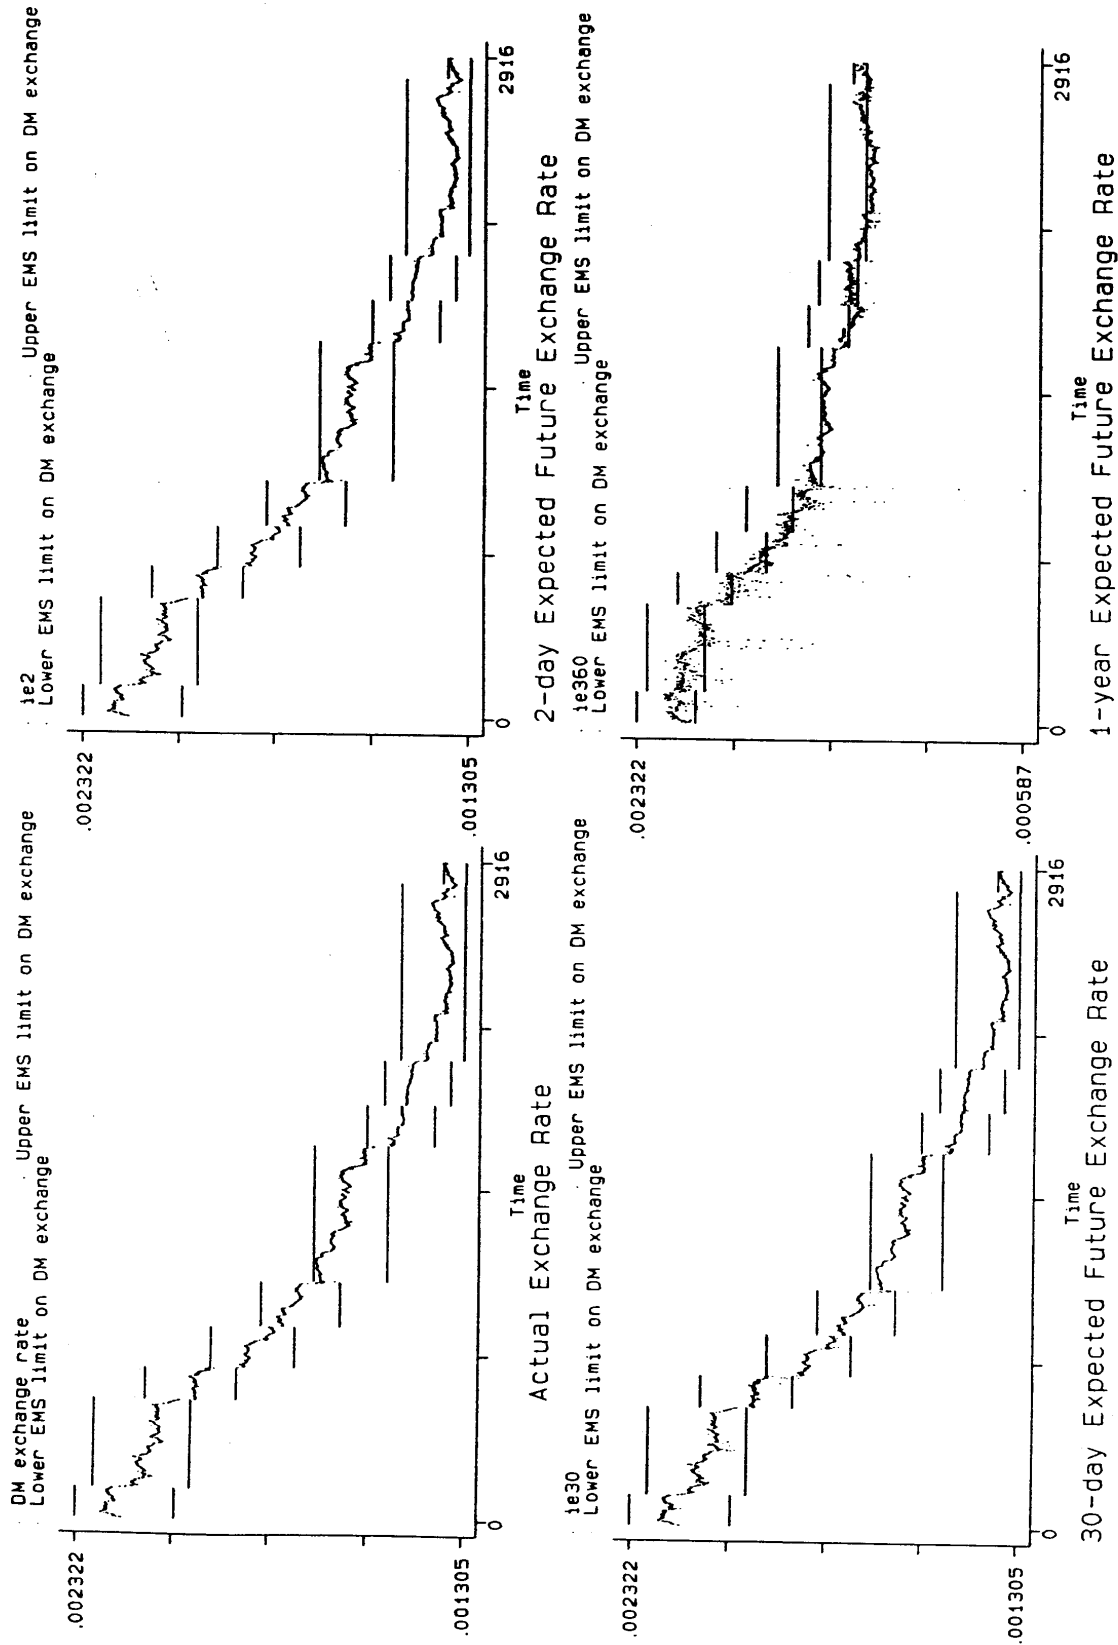 DM exchange rate
Upper EMS limit on DM exchange
Lower EMS limit on DM exchange
.002322
.001305
0
2916
Time
Actual Exchange Rate
ie2
Upper EMS limit on DM exchange
Lower EMS limit on DM exchange
.002322
.001305
0
2916
Time
2-day Expected Future Exchange Rate
ie30
Upper EMS limit on DM exchange
Lower EMS limit on DM exchange
.002322
.001305
0
2916
Time
30-day Expected Future Exchange Rate
ie360
Upper EMS limit on DM exchange
Lower EMS limit on DM exchange
.002322
.000587
0
2916
Time
1-year Expected Future Exchange Rate